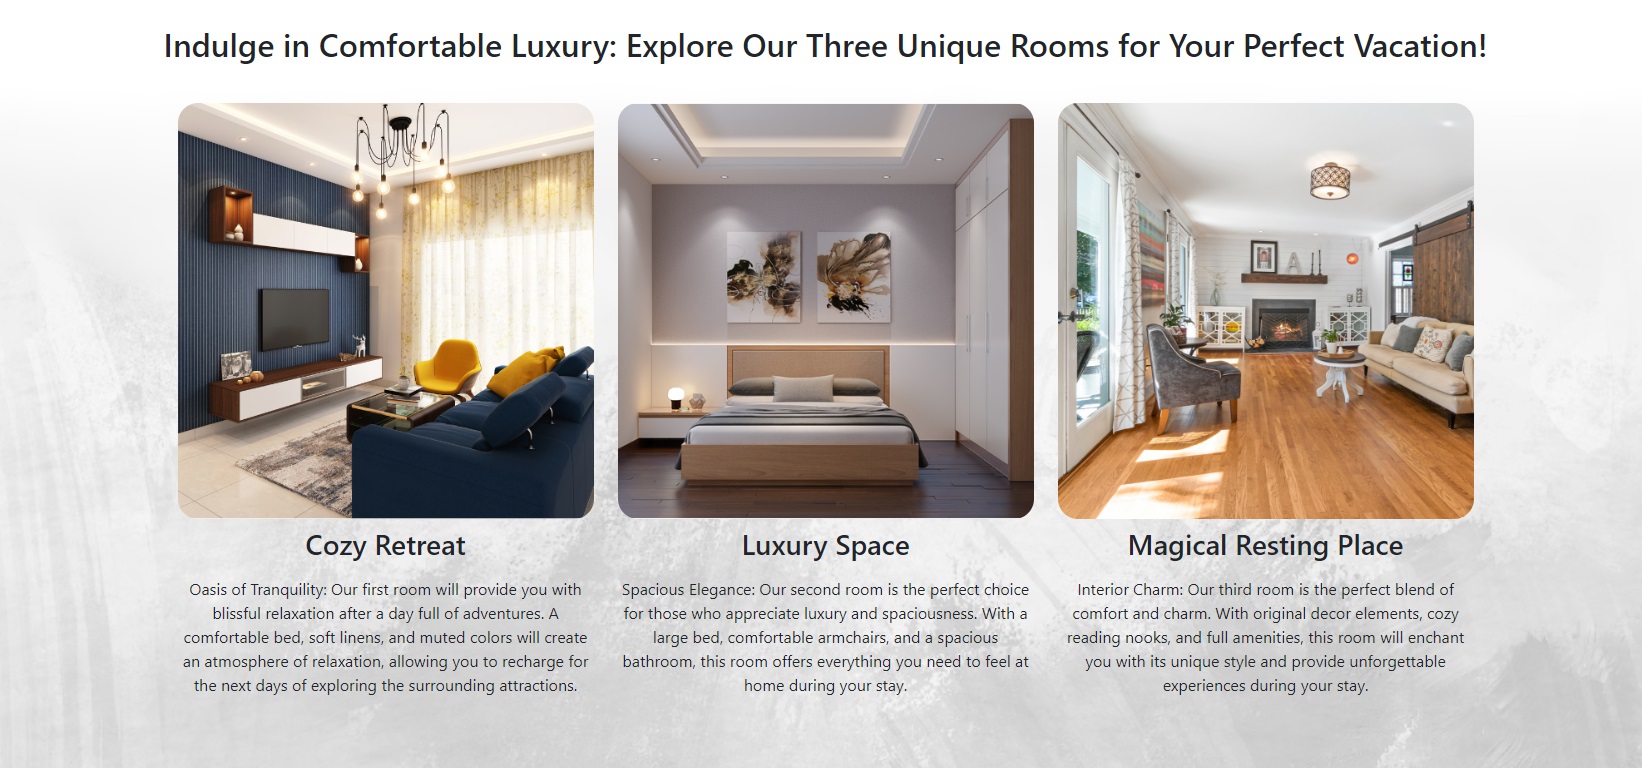 Indulge in Comfortable Luxury: Explore Our Three Unique Rooms for Your Perfect Vacation!
Cozy Retreat
Oasis of Tranquility: Our first room will provide you with
blissful relaxation after a day full of adventures. A
comfortable bed, soft linens, and muted colors will create
an atmosphere of relaxation, allowing you to recharge for
the next days of exploring the surrounding attractions.
Luxury Space
Spacious Elegance: Our second room is the perfect choice
for those who appreciate luxury and spaciousness. With a
large bed, comfortable armchairs, and a spacious
bathroom, this room offers everything you need to feel at
home during your stay.
Magical Resting Place
Interior Charm: Our third room is the perfect blend of
comfort and charm. With original decor elements, cozy
reading nooks, and full amenities, this room will enchant
you with its unique style and provide unforgettable
experiences during your stay.